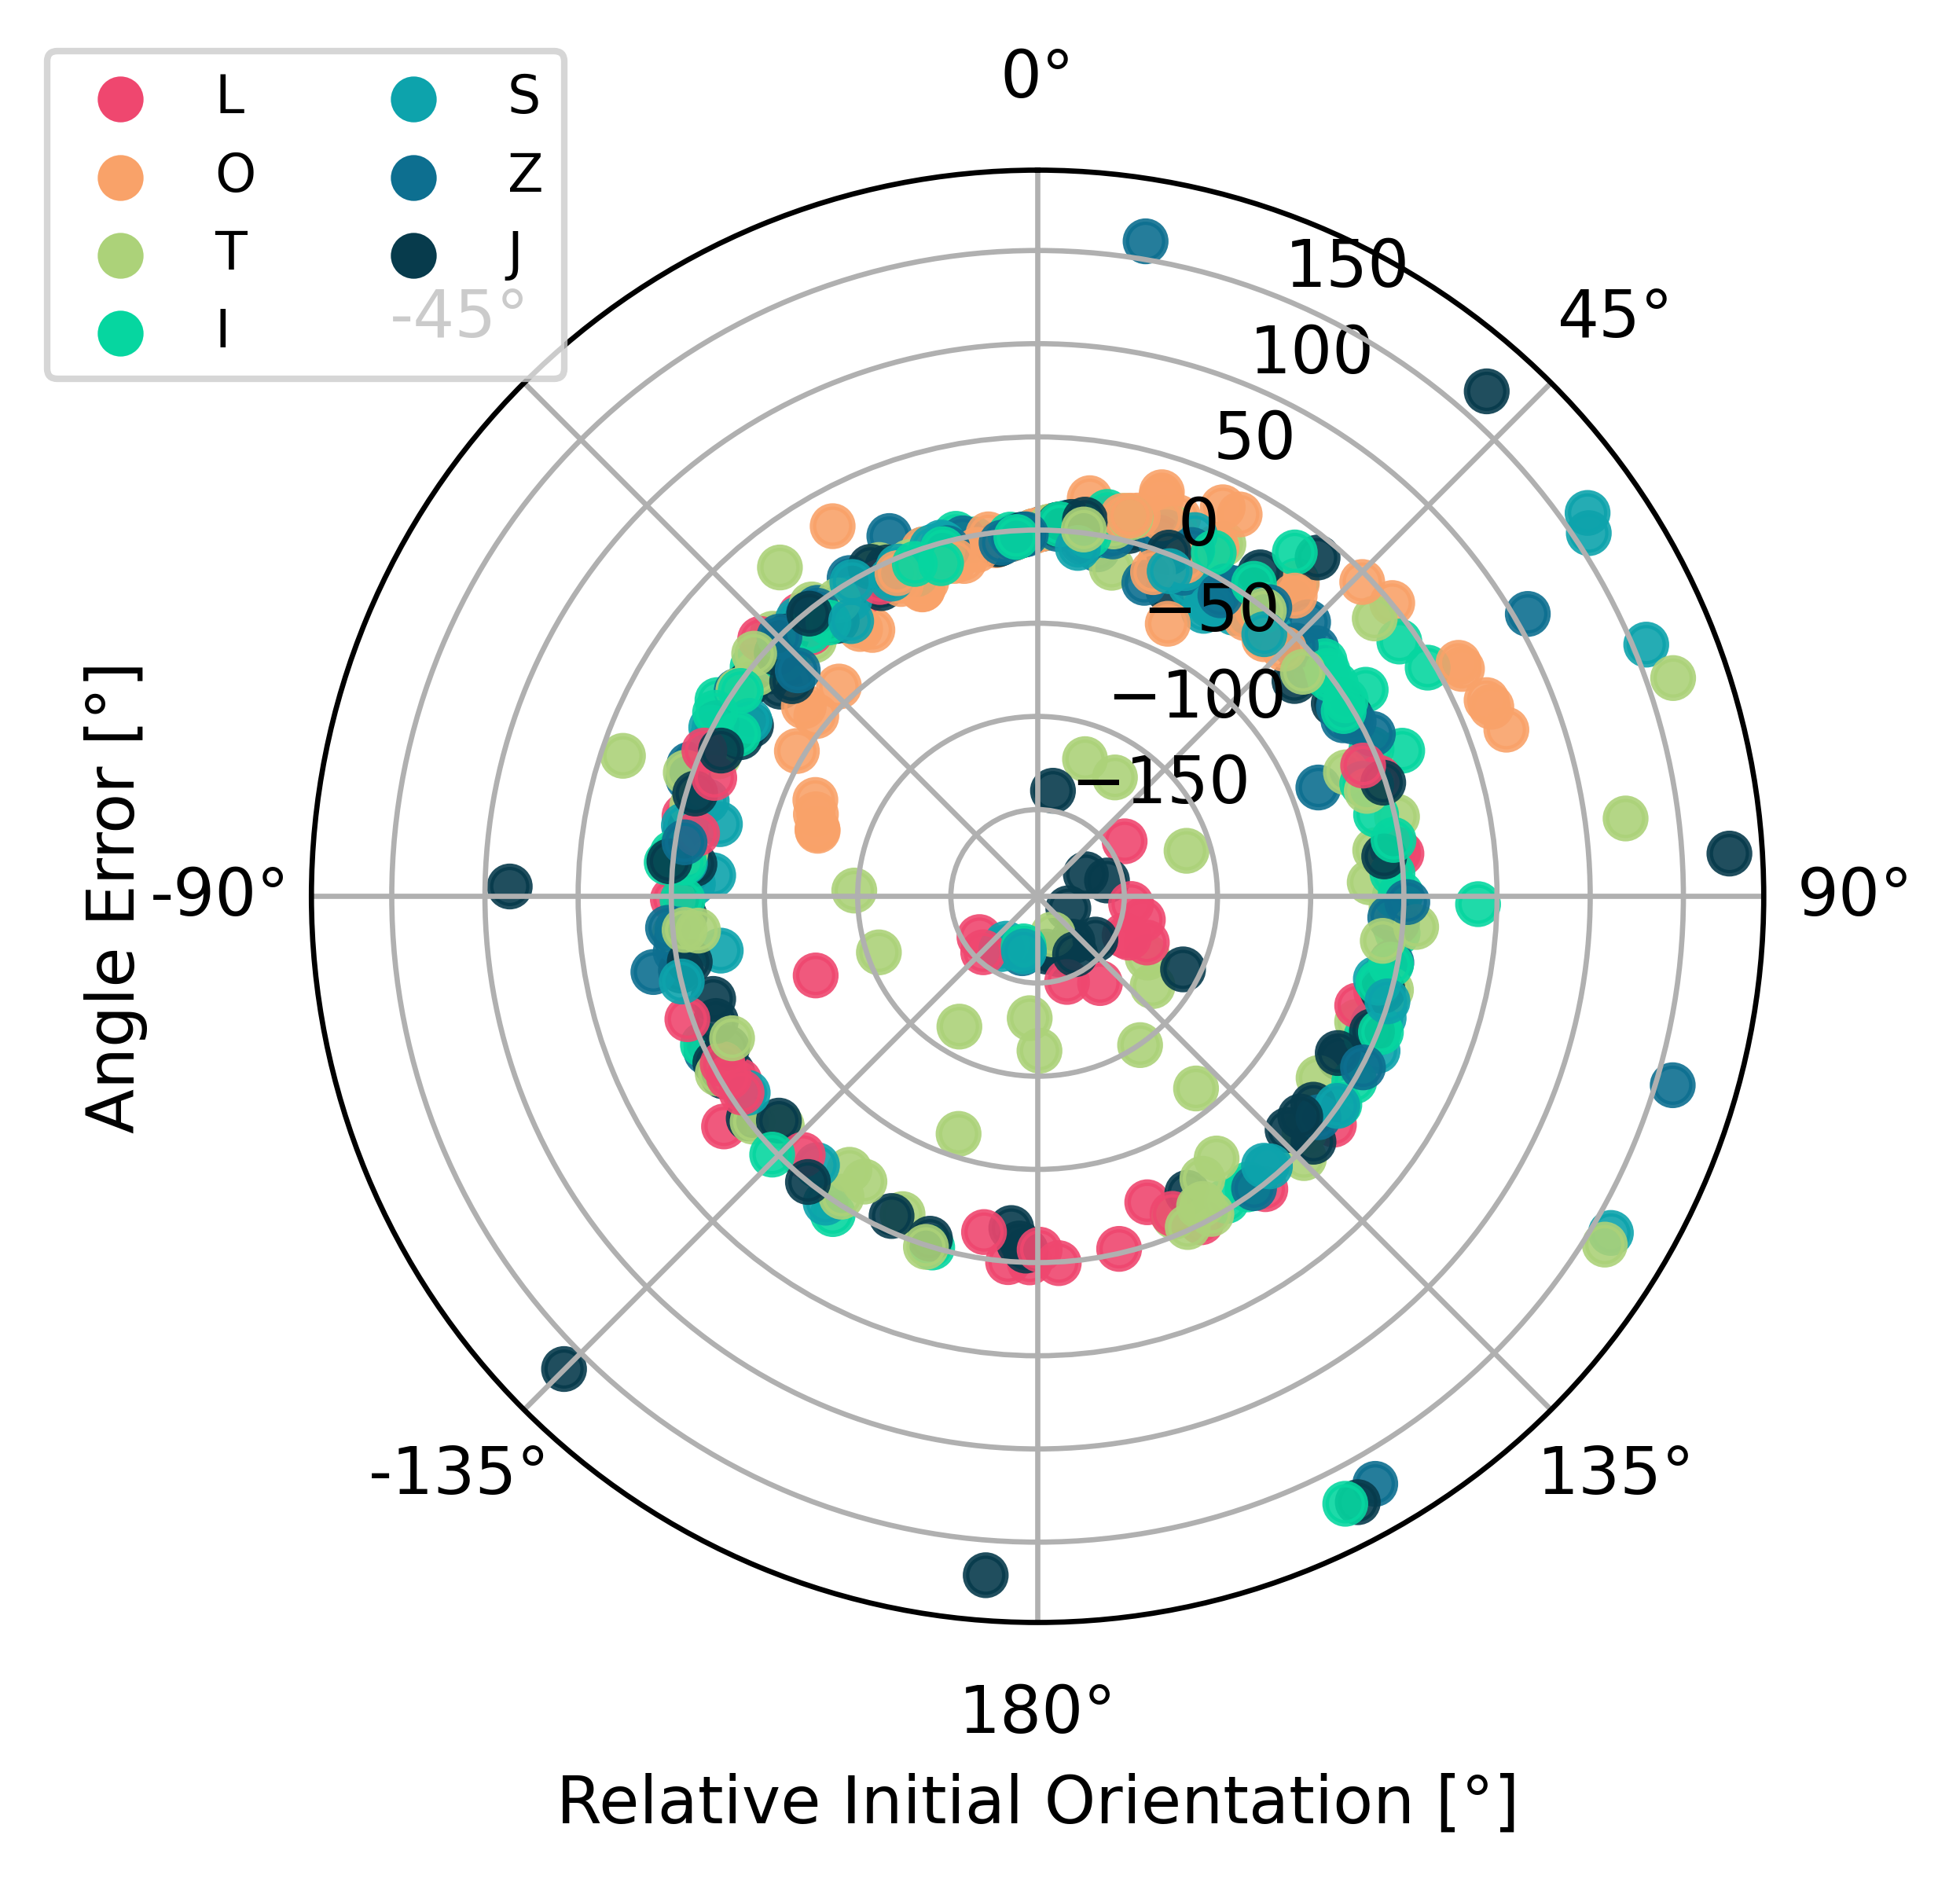 L
O
T
I
S
Z
J
-45°
0°
45°
90°
135°
180°
-135°
-90°
150
100
50
0
−50
−100
−150
Angle Error [°]
Relative Initial Orientation [°]